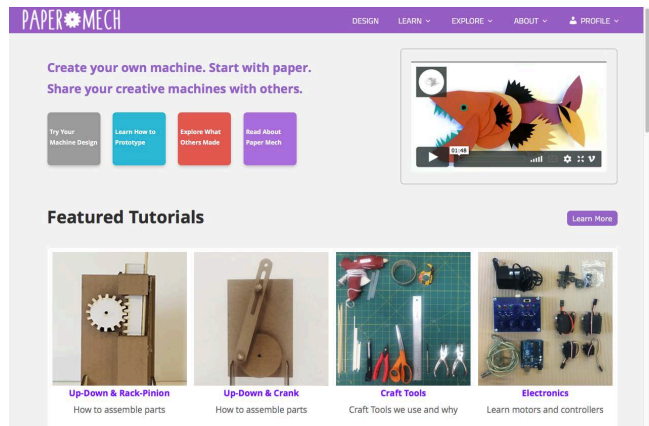 PAPER MECH
DESIGN
LEARN
EXPLORE
ABOUT
PROFILE
Create your own machine. Start with paper.
Share your creative machines with others.
Try Your
Machine Design
Learn How to
Prototype
Explore What
Others Made
Read About
Paper Mech
01:48
Featured Tutorials
Learn More
Up-Down & Rack-Pinion
How to assemble parts
Up-Down & Crank
How to assemble parts
Craft Tools
Craft Tools we use and why
Electronics
Learn motors and controllers